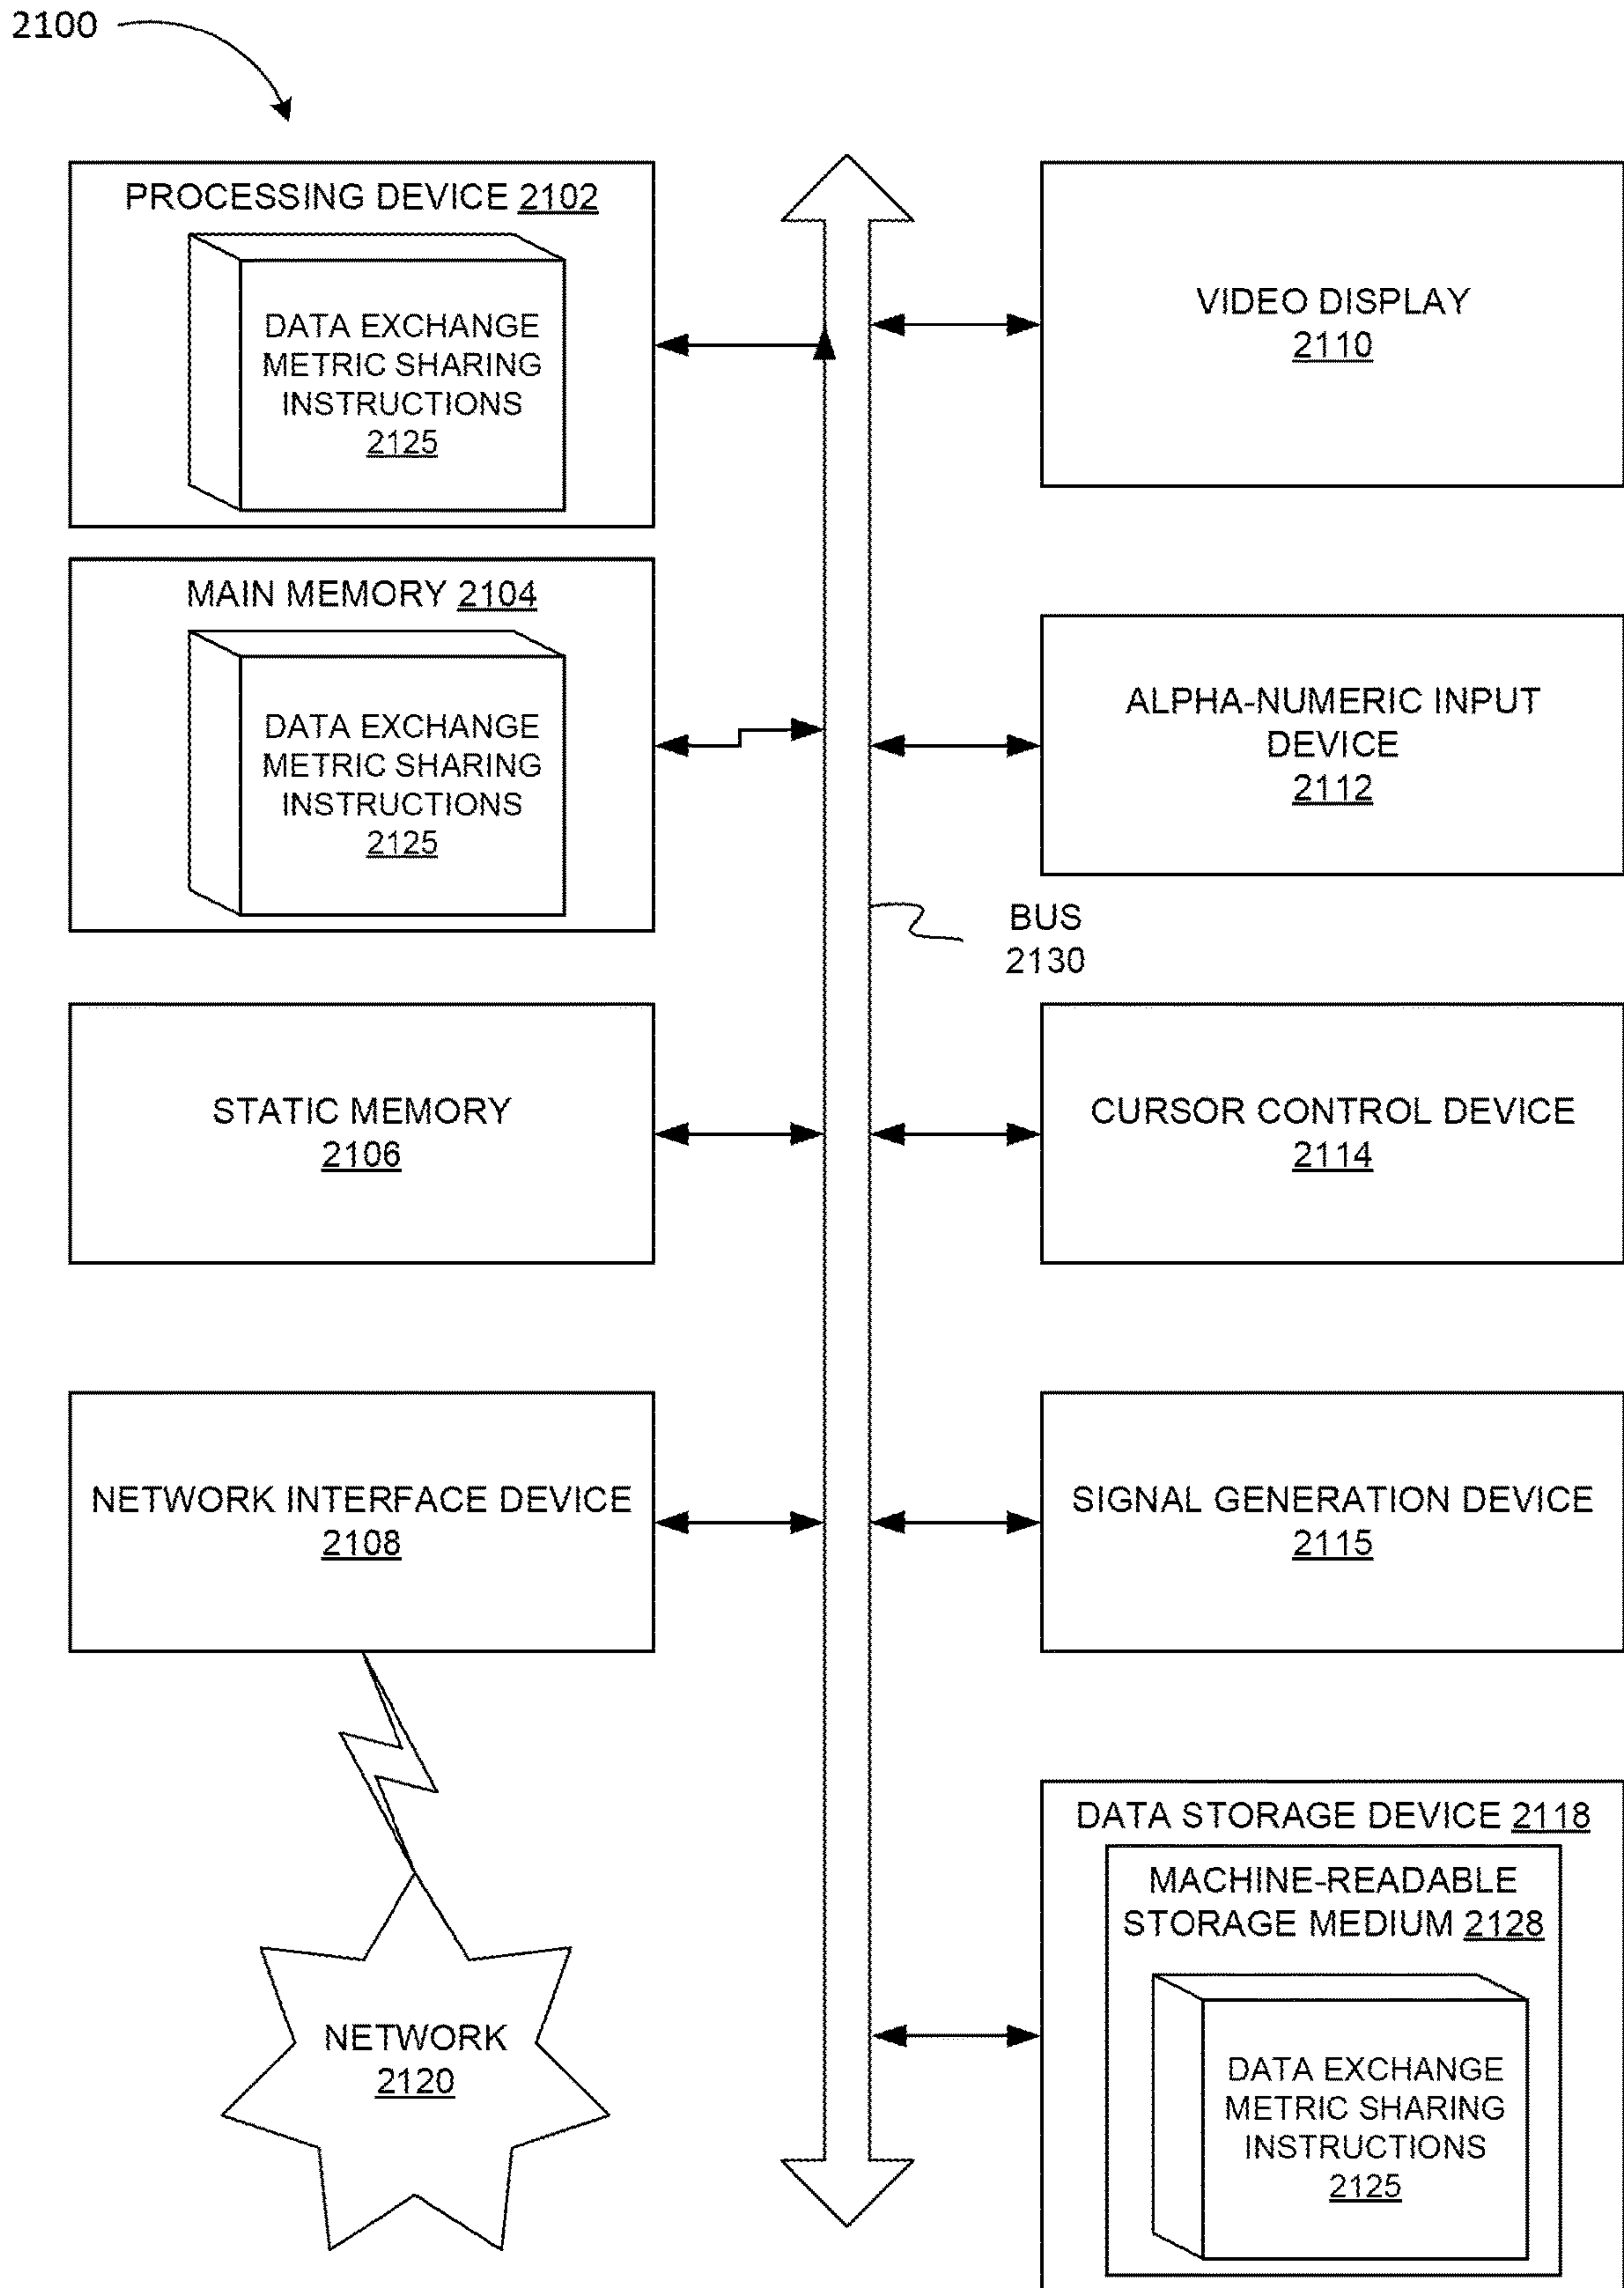 2100
PROCESSING DEVICE 2102
DATA EXCHANGE
METRIC SHARING
INSTRUCTIONS
2125
VIDEO DISPLAY
2110
MAIN MEMORY 2104
DATA EXCHANGE
METRIC SHARING
INSTRUCTIONS
2125
ALPHA-NUMERIC INPUT
DEVICE
2112
BUS
2130
STATIC MEMORY
2106
CURSOR CONTROL DEVICE
2114
NETWORK INTERFACE DEVICE
2108
SIGNAL GENERATION DEVICE
2115
DATA STORAGE DEVICE 2118
MACHINE-READABLE
STORAGE MEDIUM 2128
DATA EXCHANGE
METRIC SHARING
INSTRUCTIONS
2125
NETWORK
2120